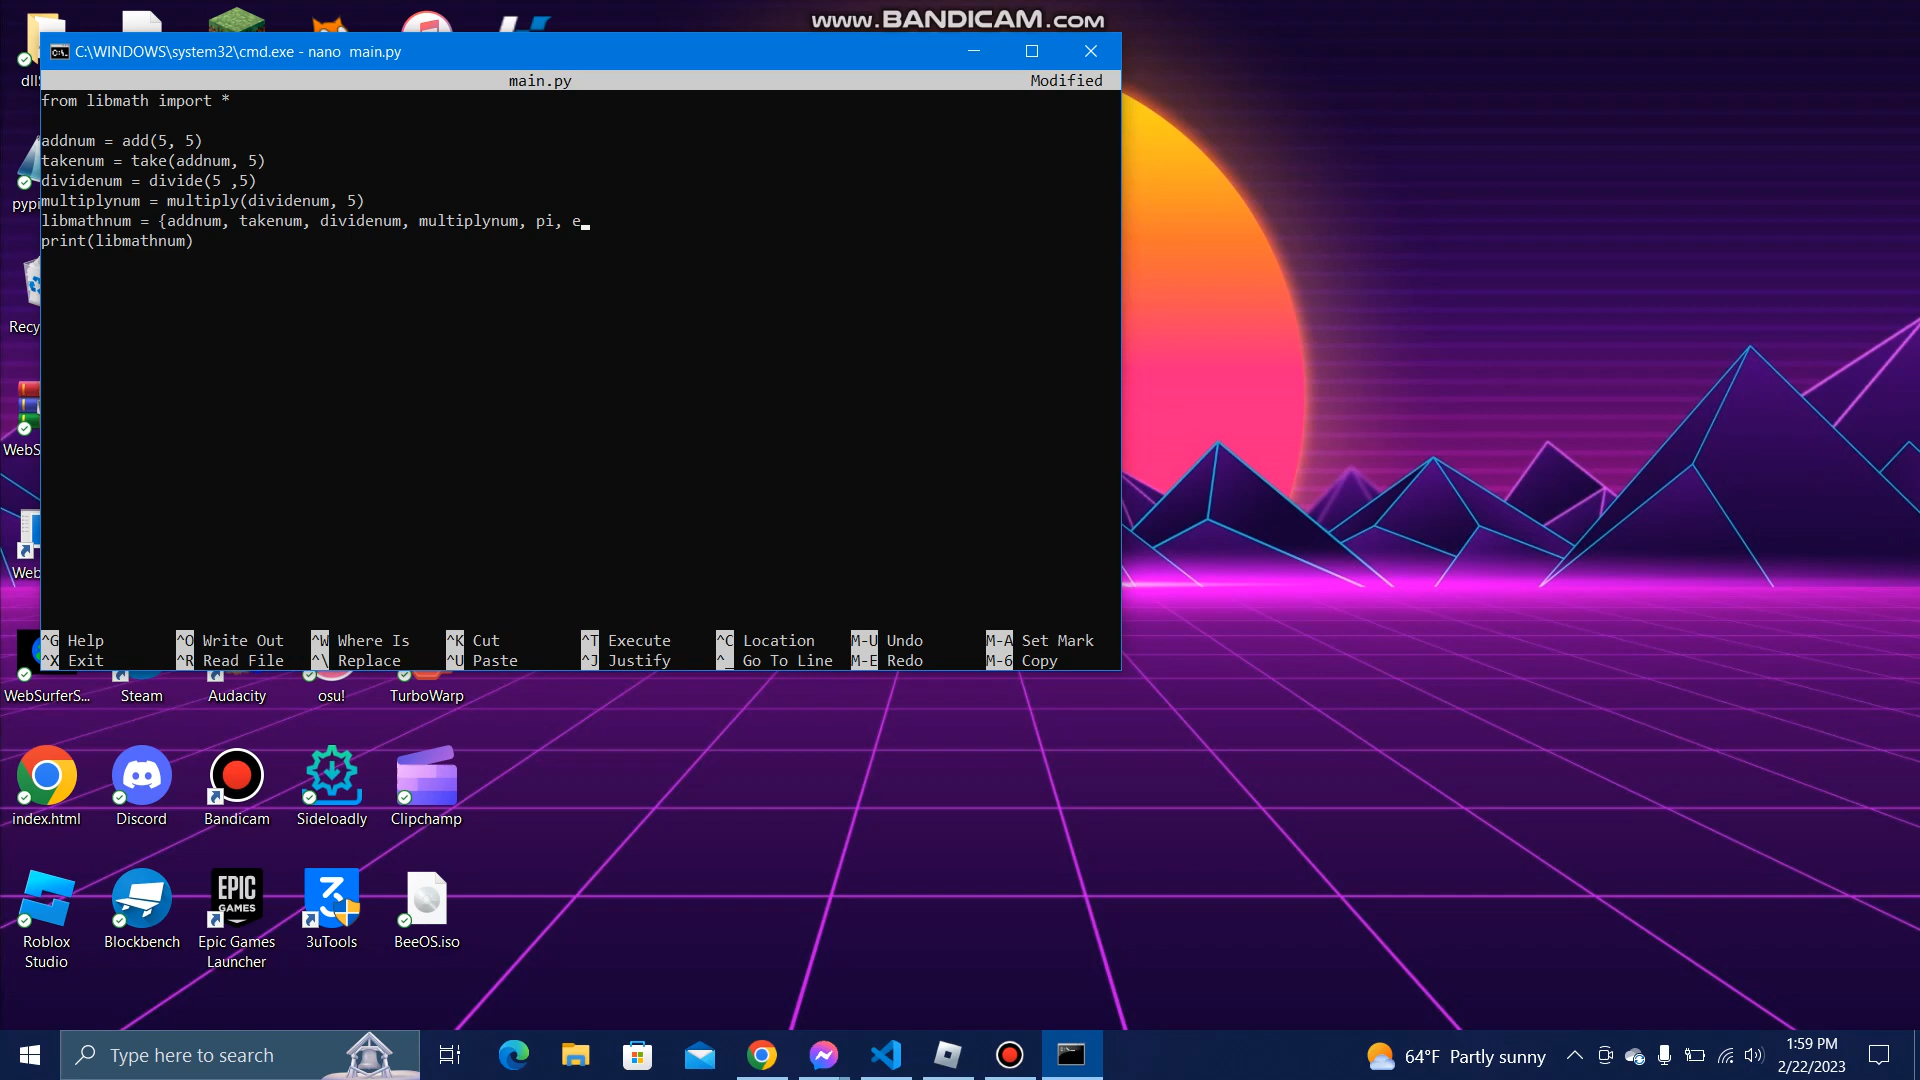 www.BANDICAM.com
C:\WINDOWS\system32\cmd.exe - nano  main.py
main.py Modified
from libmath import *
addnum = add(5, 5)
takenum = take(addnum, 5)
dividenum = divide(5 ,5)
multiplynum = multiply(dividenum, 5)
libmathnum = {addnum, takenum, dividenum, multiplynum, pi, e
print(libmathnum)
^G Help ^O Write Out ^W Where Is ^K Cut ^T Execute ^C Location M-U Undo M-A Set Mark
^X Exit ^R Read File ^\ Replace ^U Paste ^J Justify ^_ Go To Line M-E Redo M-6 Copy
WebSurferS... Steam Audacity osu! TurboWarp
index.html Discord Bandicam Sideloadly Clipchamp
EPIC GAMES
Roblox Studio Blockbench Epic Games Launcher 3uTools BeeOS.iso
Type here to search
64°F Partly sunny
1:59 PM
2/22/2023